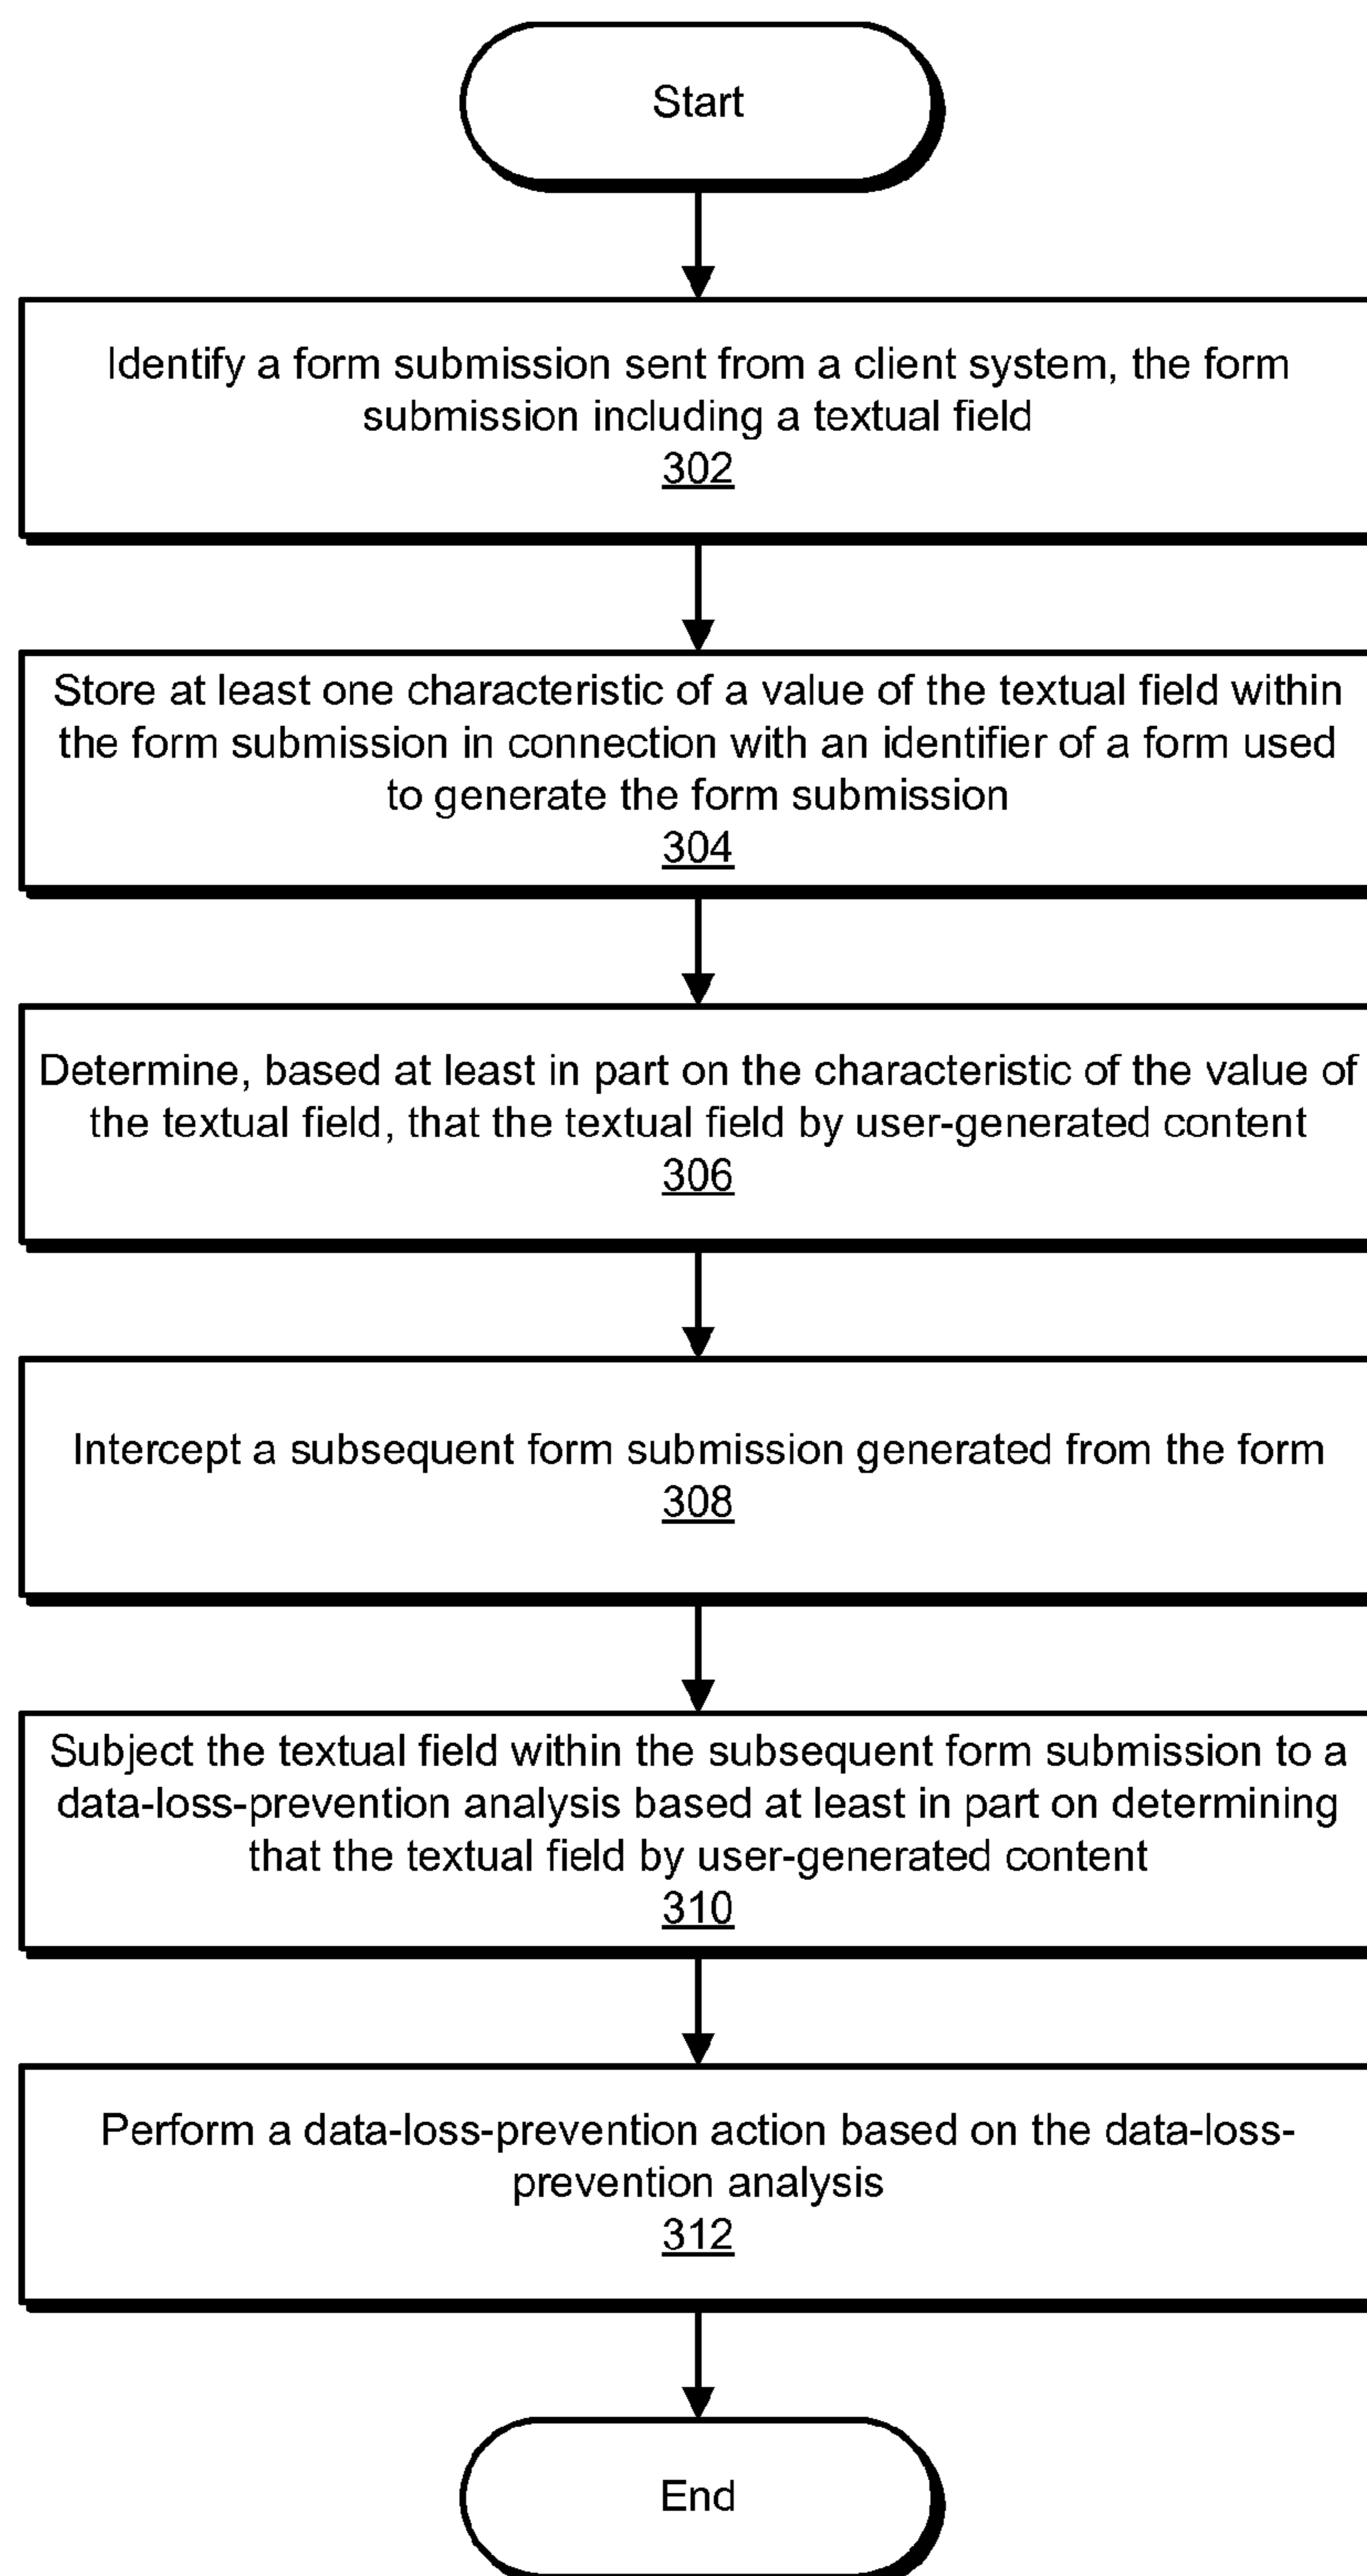 Start
Identify a form submission sent from a client system, the form
submission including a textual field
302
Store at least one characteristic of a value of the textual field within
the form submission in connection with an identifier of a form used
to generate the form submission
304
Determine, based at least in part on the characteristic of the value of
the textual field, that the textual field by user-generated content
306
Intercept a subsequent form submission generated from the form
308
Subject the textual field within the subsequent form submission to a
data-loss-prevention analysis based at least in part on determining
that the textual field by user-generated content
310
Perform a data-loss-prevention action based on the data-loss-
prevention analysis
312
End